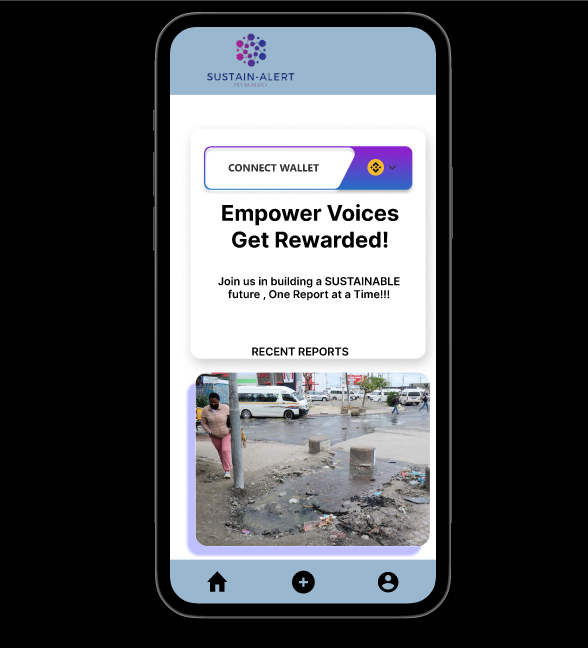 SUSTAIN-ALERT
TECHNOLOGY
CONNECT WALLET
Empower Voices
Get Rewarded!
Join us in building a SUSTAINABLE
future , One Report at a Time!!!
RECENT REPORTS